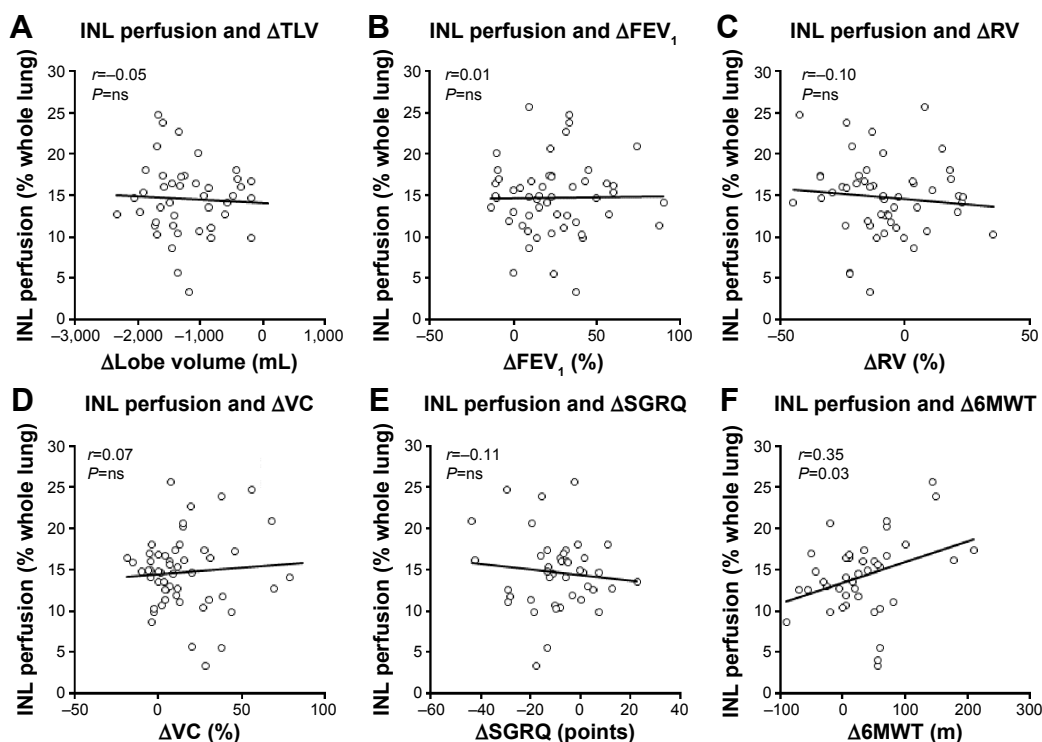 A INL perfusion and ΔTLV
r=–0.05
P=ns
INL perfusion (% whole lung)
30
25
20
15
10
5
0
–3,000 –2,000 –1,000 0 1,000
ΔLobe volume (mL)
B INL perfusion and ΔFEV₁
r=0.01
P=ns
INL perfusion (% whole lung)
30
25
20
15
10
5
0
–50 0 50 100
ΔFEV₁ (%)
C INL perfusion and ΔRV
r=–0.10
P=ns
INL perfusion (% whole lung)
30
25
20
15
10
5
0
–50 0 50
ΔRV (%)
D INL perfusion and ΔVC
r=0.07
P=ns
INL perfusion (% whole lung)
30
25
20
15
10
5
0
–50 0 50 100
ΔVC (%)
E INL perfusion and ΔSGRQ
r=–0.11
P=ns
INL perfusion (% whole lung)
30
25
20
15
10
5
0
–60 –40 –20 0 20 40
ΔSGRQ (points)
F INL perfusion and Δ6MWT
r=0.35
P=0.03
INL perfusion (% whole lung)
30
25
20
15
10
5
0
–100 0 100 200 300
Δ6MWT (m)